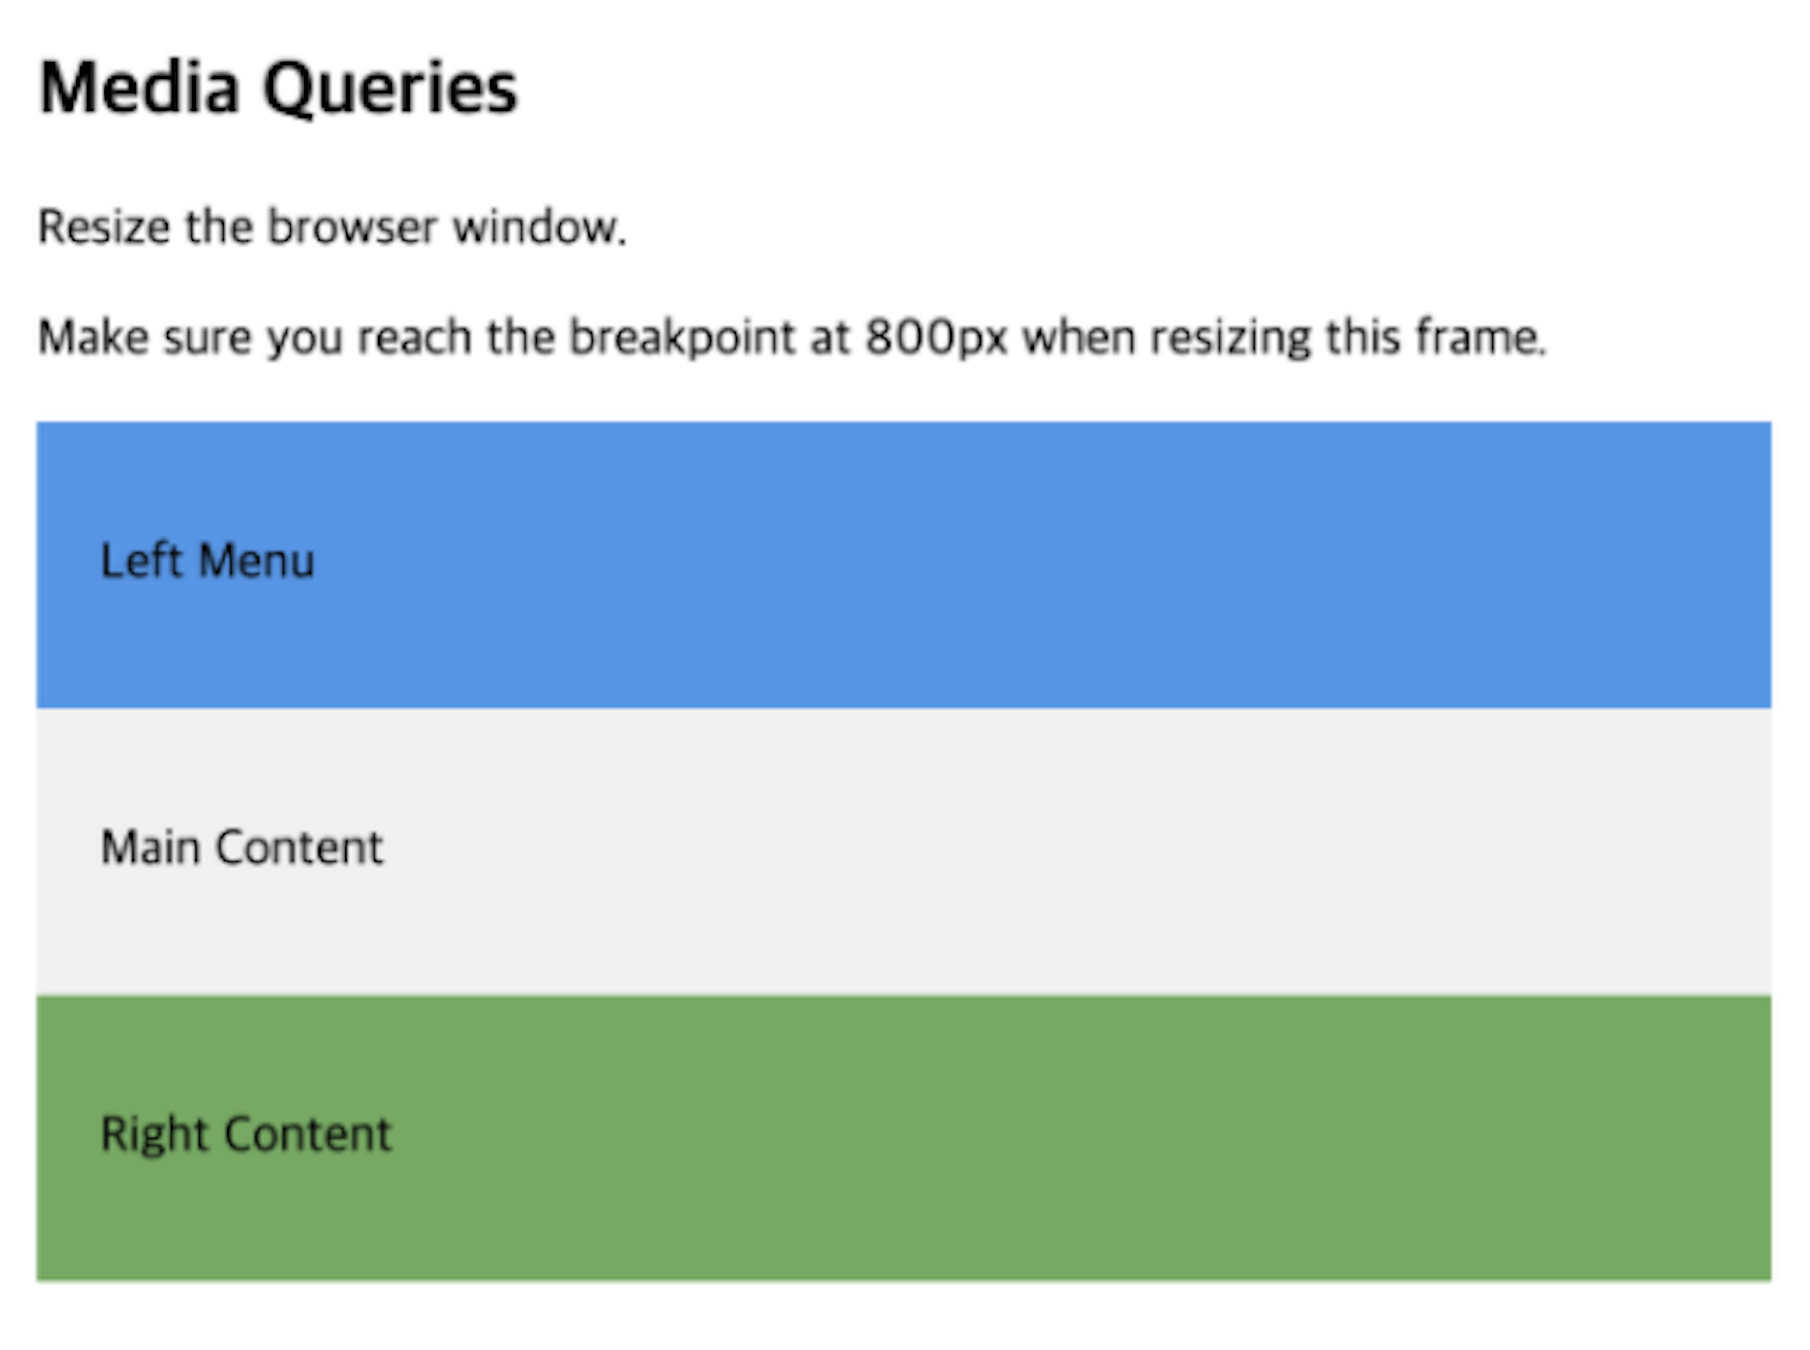 Media Queries
Resize the browser window.
Make sure you reach the breakpoint at 800px when resizing this frame.
Left Menu
Main Content
Right Content